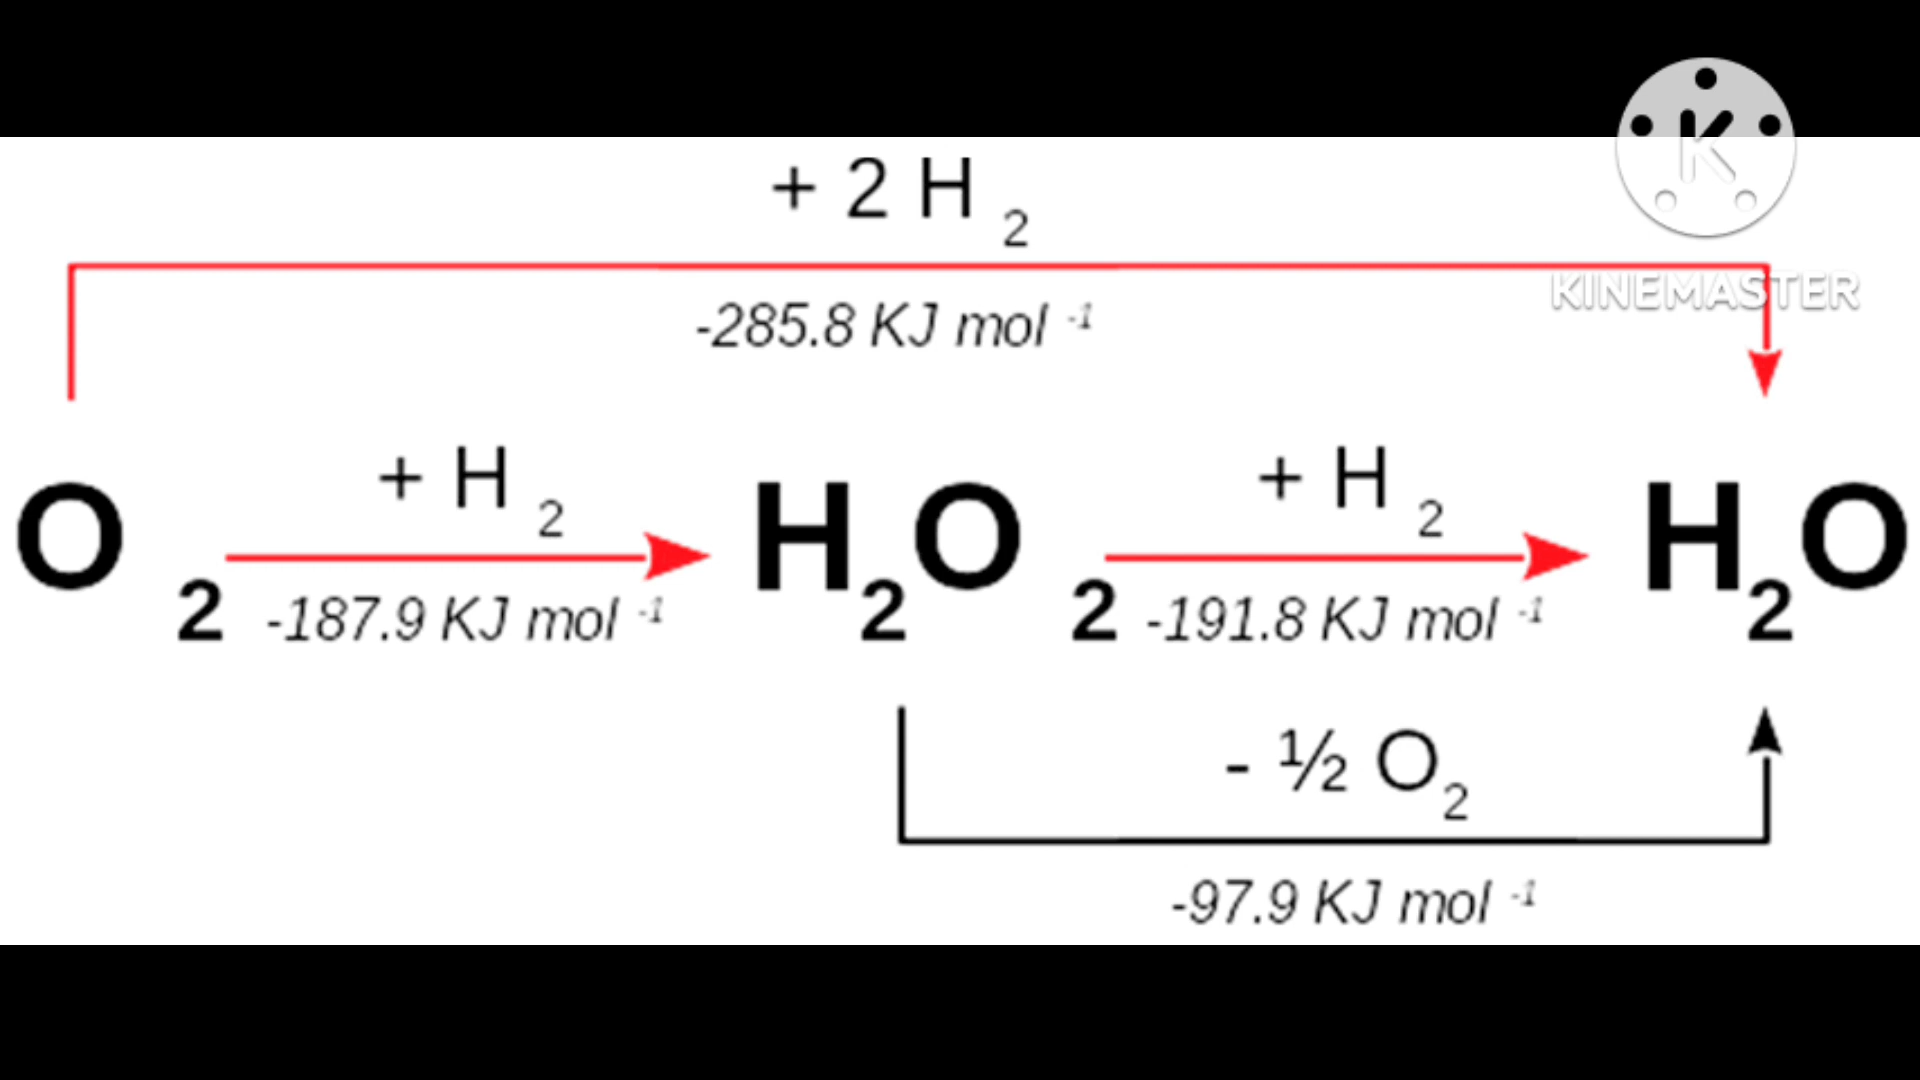 + 2 H 2
KINEMASTER
-285.8 KJ mol -1
+ H 2
+ H 2
O 2
H2O 2
H2O
-187.9 KJ mol -1
-191.8 KJ mol -1
- ½ O2
-97.9 KJ mol -1